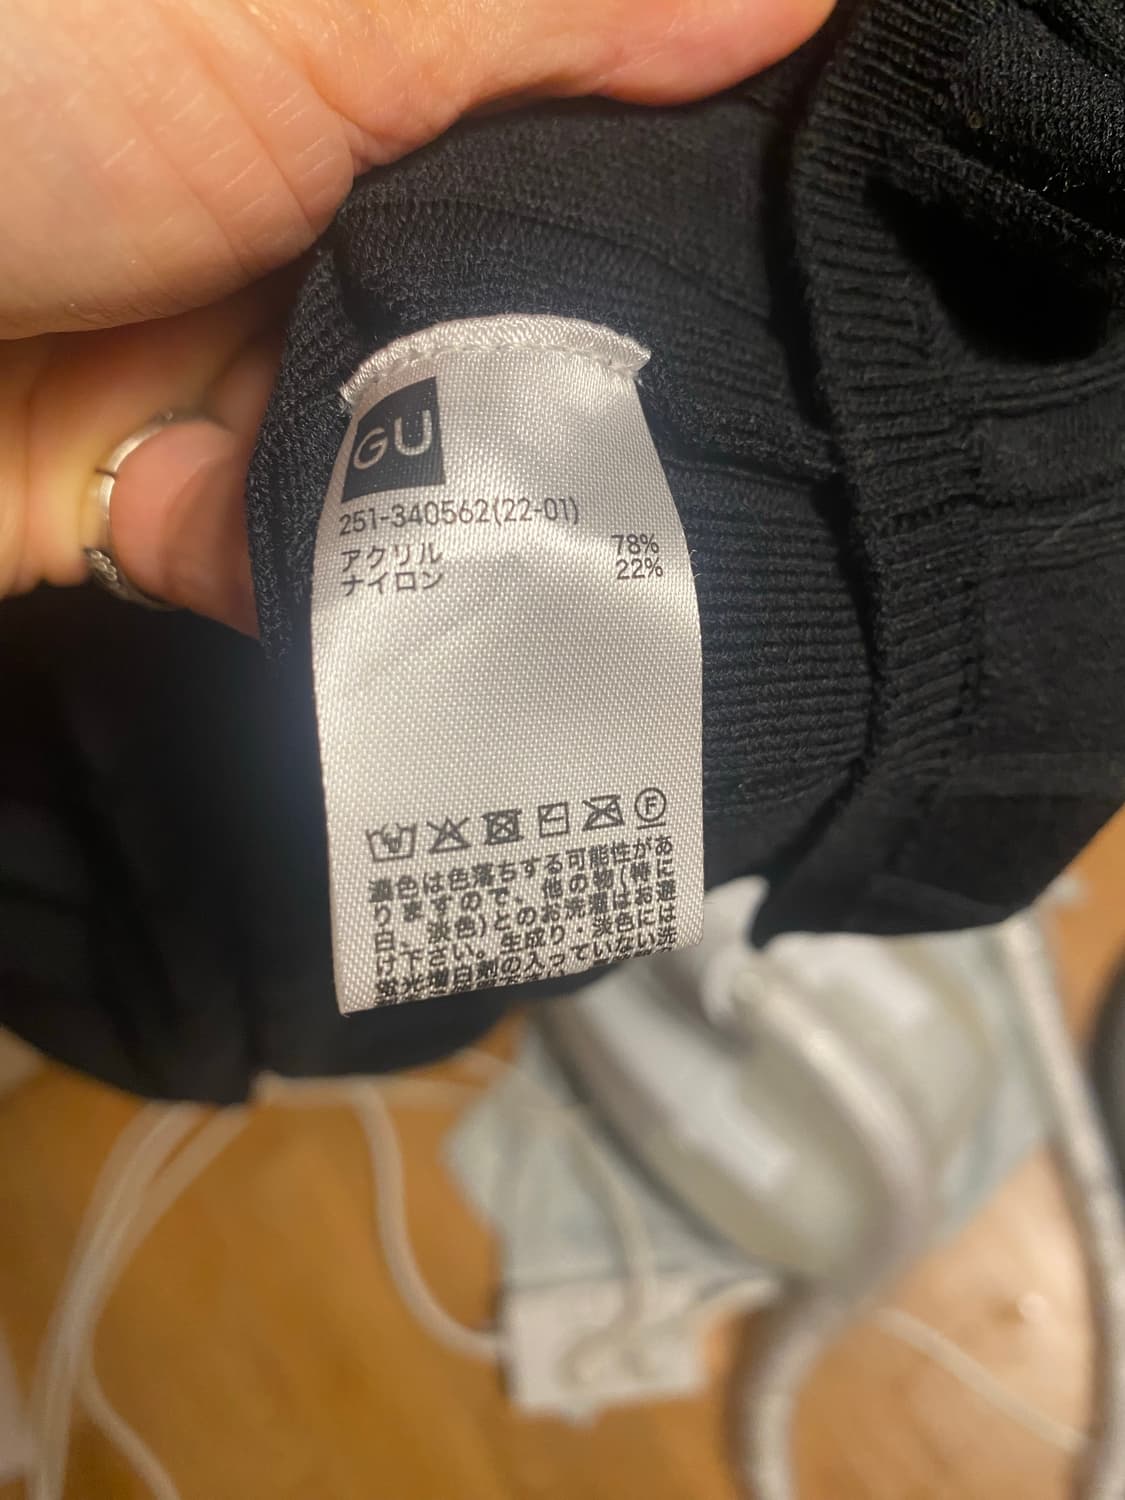 GU
251-340562(22-01)
アクリル 78%
ナイロン 22%
F
濃色は色落ちする可能性があ
りますので、他の物(特に
白、淡色)とのお洗濯はお避
け下さい。生成り・淡色には
蛍光増白剤の入っていない洗